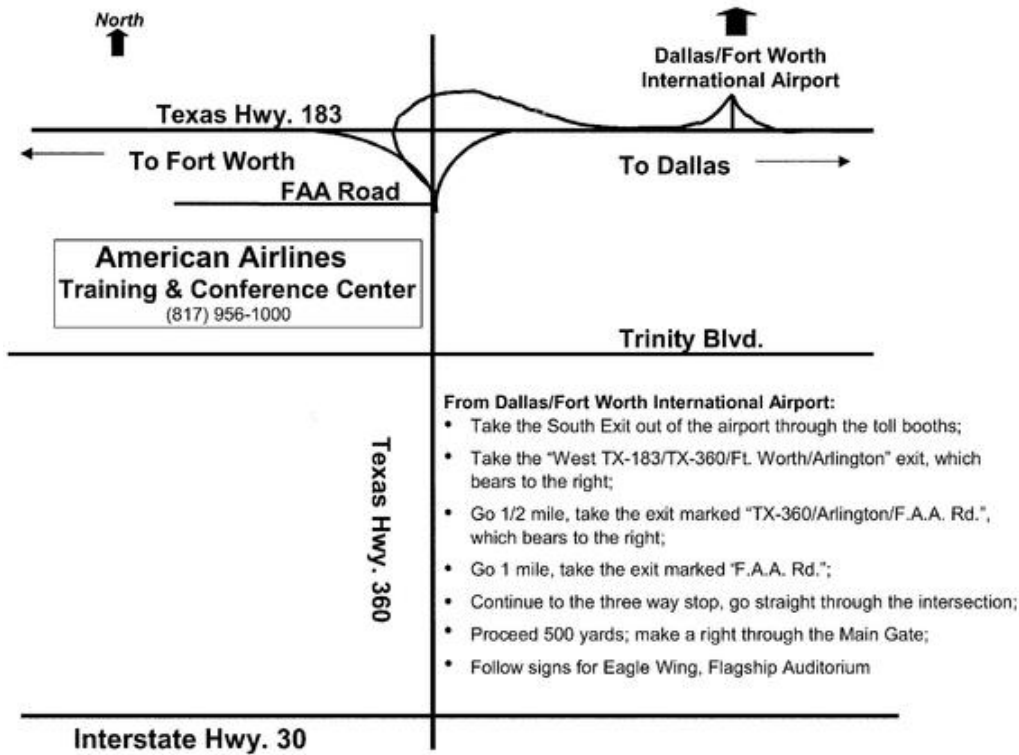 North
Dallas/Fort Worth
International Airport
Texas Hwy. 183
To Fort Worth
To Dallas
FAA Road
American Airlines
Training & Conference Center
(817) 956-1000
Trinity Blvd.
Texas Hwy. 360
From Dallas/Fort Worth International Airport:
• Take the South Exit out of the airport through the toll booths;
• Take the “West TX-183/TX-360/Ft. Worth/Arlington” exit, which
bears to the right;
• Go 1/2 mile, take the exit marked “TX-360/Arlington/F.A.A. Rd.”,
which bears to the right;
• Go 1 mile, take the exit marked “F.A.A. Rd.”;
• Continue to the three way stop, go straight through the intersection;
• Proceed 500 yards; make a right through the Main Gate;
• Follow signs for Eagle Wing, Flagship Auditorium
Interstate Hwy. 30